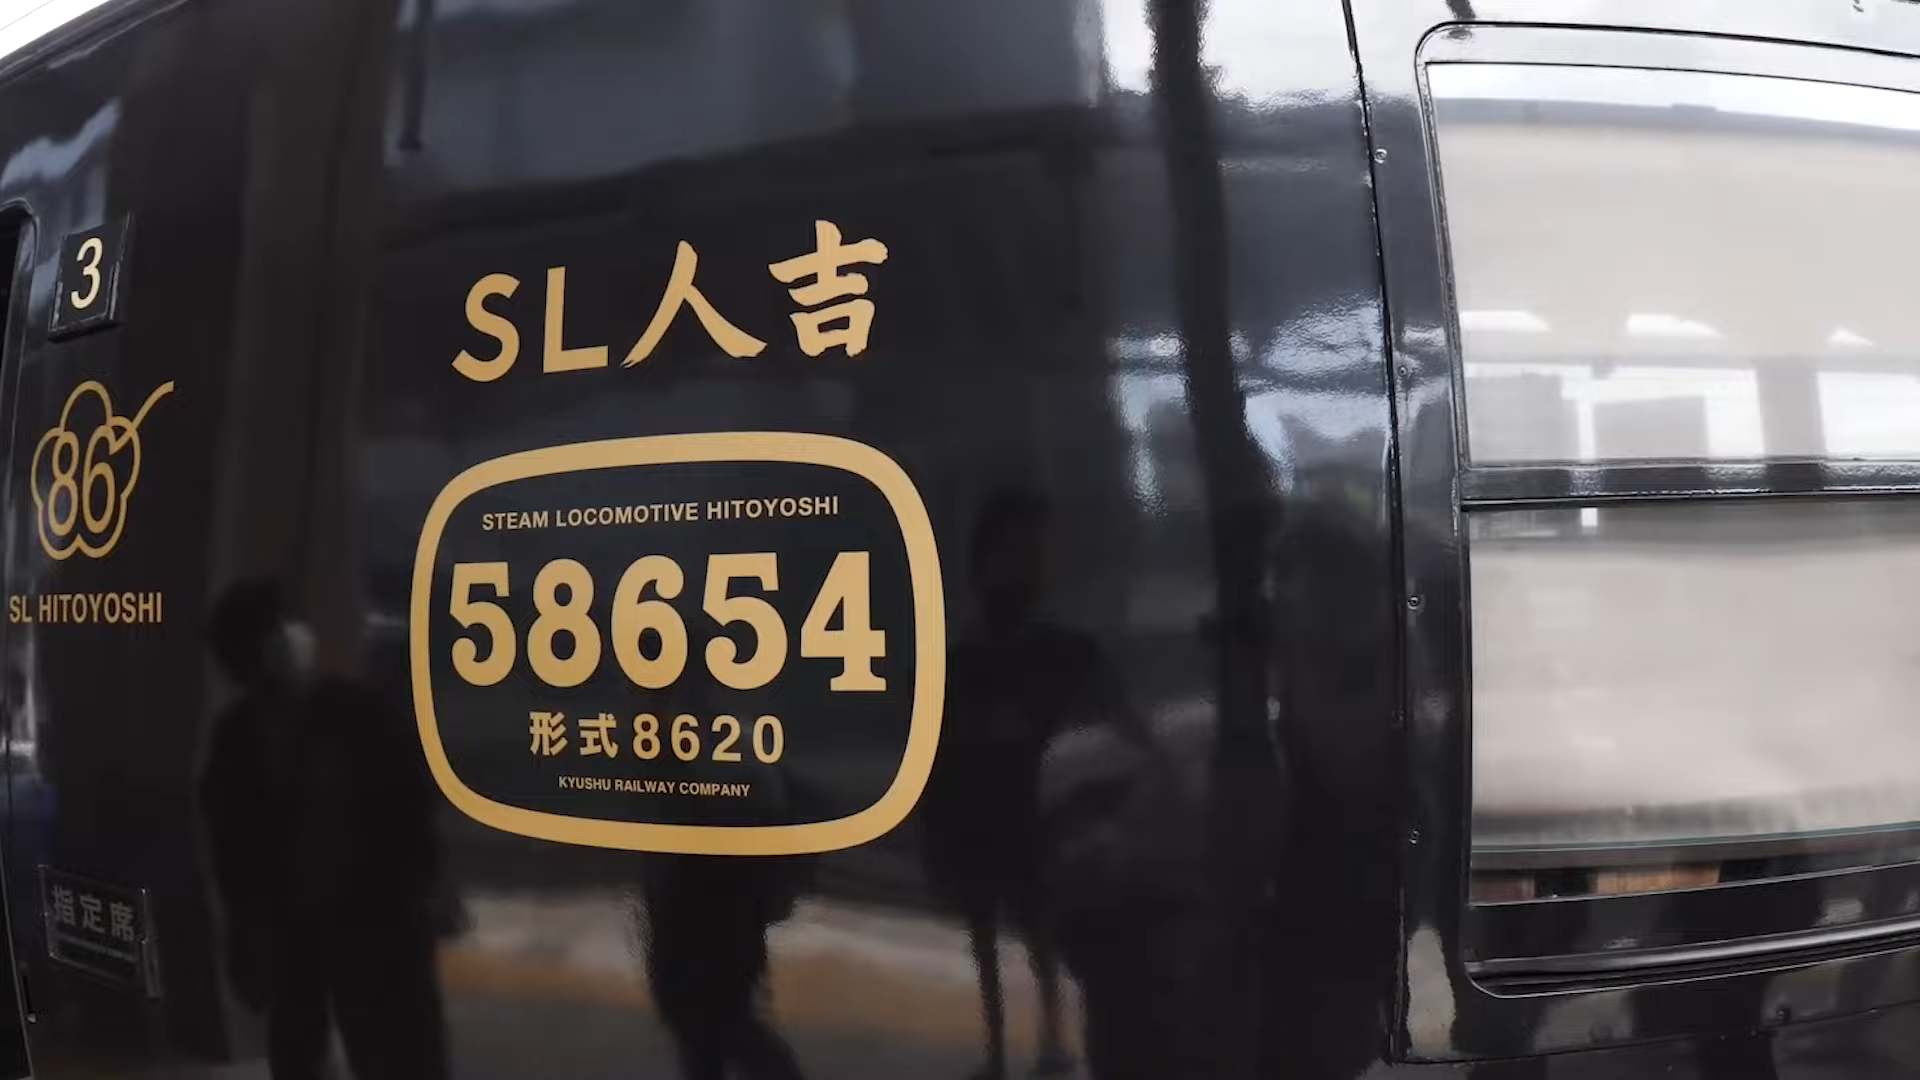 3
86
SL HITOYOSHI
指定席
SL人吉
STEAM LOCOMOTIVE HITOYOSHI
58654
形式8620
KYUSHU RAILWAY COMPANY